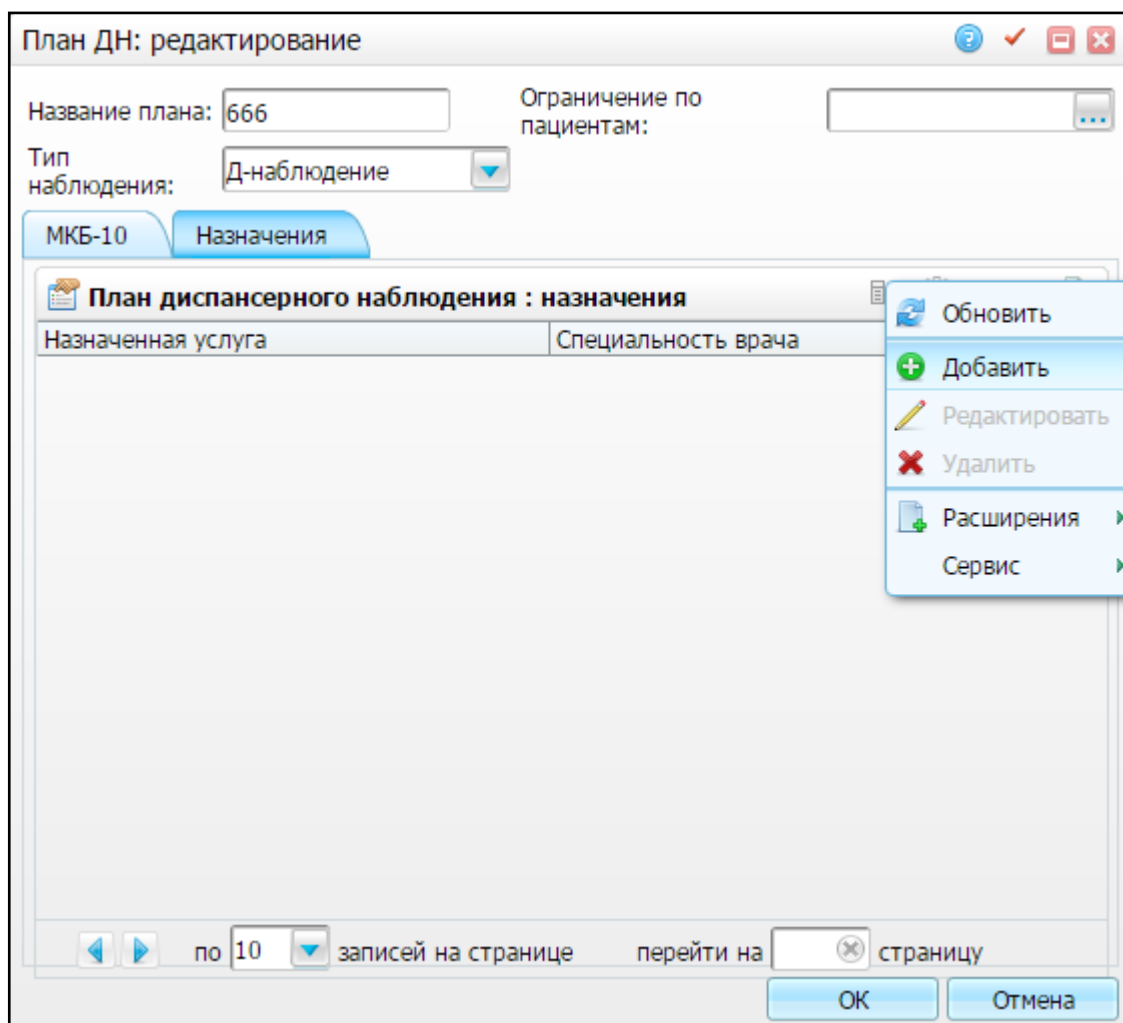 План ДН: редактирование
Название плана: 666
Ограничение по
пациентам:
...
Тип
наблюдения:
Д-наблюдение
МКБ-10
Назначения
План диспансерного наблюдения : назначения
Назначенная услуга
Специальность врача
Обновить
Добавить
Редактировать
Удалить
Расширения
Сервис
по 10 записей на странице
перейти на страницу
ОК
Отмена